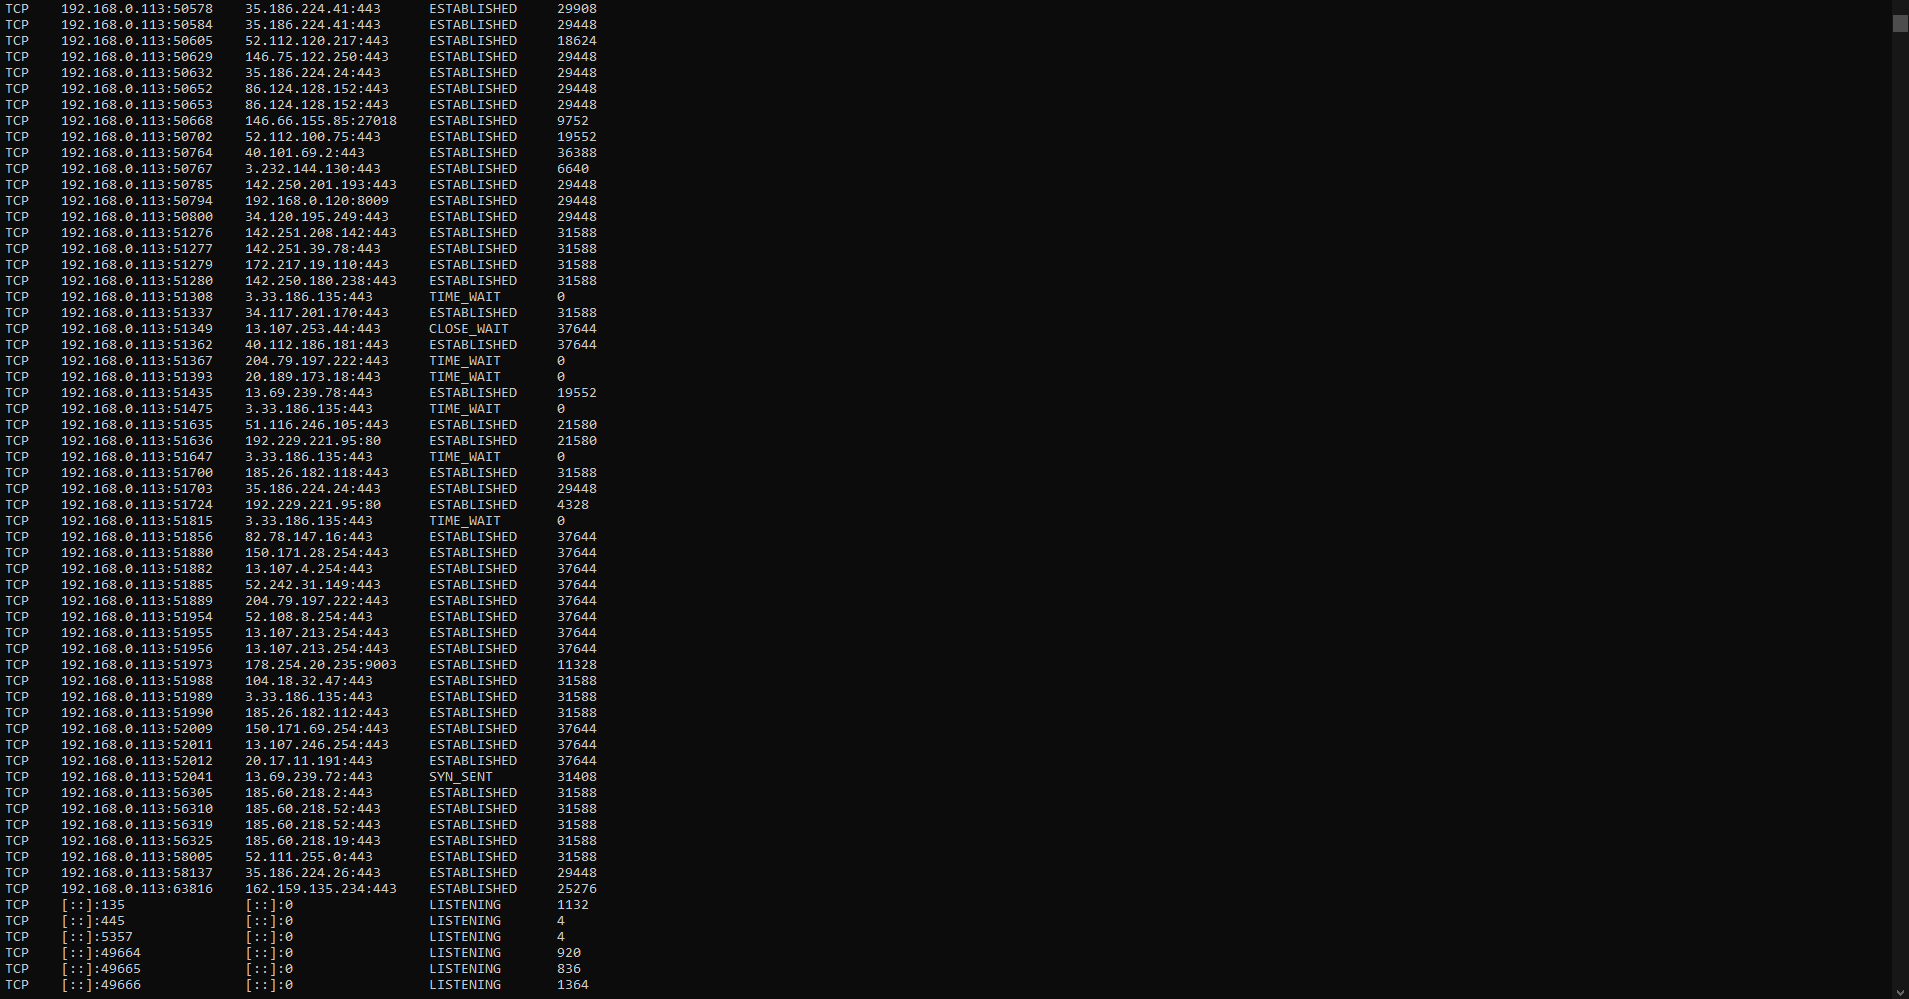 TCP    192.168.0.113:50578    35.186.224.41:443      ESTABLISHED     29908
TCP    192.168.0.113:50584    35.186.224.41:443      ESTABLISHED     29448
TCP    192.168.0.113:50605    52.112.120.217:443     ESTABLISHED     18624
TCP    192.168.0.113:50629    146.75.122.250:443     ESTABLISHED     29448
TCP    192.168.0.113:50632    35.186.224.24:443      ESTABLISHED     29448
TCP    192.168.0.113:50652    86.124.128.152:443     ESTABLISHED     29448
TCP    192.168.0.113:50653    86.124.128.152:443     ESTABLISHED     29448
TCP    192.168.0.113:50668    146.66.155.85:27018    ESTABLISHED     9752
TCP    192.168.0.113:50702    52.112.100.75:443      ESTABLISHED     19552
TCP    192.168.0.113:50764    40.101.69.2:443        ESTABLISHED     36388
TCP    192.168.0.113:50767    3.232.144.130:443      ESTABLISHED     6640
TCP    192.168.0.113:50785    142.250.201.193:443    ESTABLISHED     29448
TCP    192.168.0.113:50794    192.168.0.120:8009     ESTABLISHED     29448
TCP    192.168.0.113:50800    34.120.195.249:443     ESTABLISHED     29448
TCP    192.168.0.113:51276    142.251.208.142:443    ESTABLISHED     31588
TCP    192.168.0.113:51277    142.251.39.78:443      ESTABLISHED     31588
TCP    192.168.0.113:51279    172.217.19.110:443     ESTABLISHED     31588
TCP    192.168.0.113:51280    142.250.180.238:443    ESTABLISHED     31588
TCP    192.168.0.113:51308    3.33.186.135:443       TIME_WAIT       0
TCP    192.168.0.113:51337    34.117.201.170:443     ESTABLISHED     31588
TCP    192.168.0.113:51349    13.107.253.44:443      CLOSE_WAIT      37644
TCP    192.168.0.113:51362    40.112.186.181:443     ESTABLISHED     37644
TCP    192.168.0.113:51367    204.79.197.222:443     TIME_WAIT       0
TCP    192.168.0.113:51393    20.189.173.18:443      TIME_WAIT       0
TCP    192.168.0.113:51435    13.69.239.78:443       ESTABLISHED     19552
TCP    192.168.0.113:51475    3.33.186.135:443       TIME_WAIT       0
TCP    192.168.0.113:51635    51.116.246.105:443     ESTABLISHED     21580
TCP    192.168.0.113:51636    192.229.221.95:80      ESTABLISHED     21580
TCP    192.168.0.113:51647    3.33.186.135:443       TIME_WAIT       0
TCP    192.168.0.113:51700    185.26.182.118:443     ESTABLISHED     31588
TCP    192.168.0.113:51703    35.186.224.24:443      ESTABLISHED     29448
TCP    192.168.0.113:51724    192.229.221.95:80      ESTABLISHED     4328
TCP    192.168.0.113:51815    3.33.186.135:443       TIME_WAIT       0
TCP    192.168.0.113:51856    82.78.147.16:443       ESTABLISHED     37644
TCP    192.168.0.113:51880    150.171.28.254:443     ESTABLISHED     37644
TCP    192.168.0.113:51882    13.107.4.254:443       ESTABLISHED     37644
TCP    192.168.0.113:51885    52.242.31.149:443      ESTABLISHED     37644
TCP    192.168.0.113:51889    204.79.197.222:443     ESTABLISHED     37644
TCP    192.168.0.113:51954    52.108.8.254:443       ESTABLISHED     37644
TCP    192.168.0.113:51955    13.107.213.254:443     ESTABLISHED     37644
TCP    192.168.0.113:51956    13.107.213.254:443     ESTABLISHED     37644
TCP    192.168.0.113:51973    178.254.20.235:9003    ESTABLISHED     11328
TCP    192.168.0.113:51988    104.18.32.47:443       ESTABLISHED     31588
TCP    192.168.0.113:51989    3.33.186.135:443       ESTABLISHED     31588
TCP    192.168.0.113:51990    185.26.182.112:443     ESTABLISHED     31588
TCP    192.168.0.113:52009    150.171.69.254:443     ESTABLISHED     37644
TCP    192.168.0.113:52011    13.107.246.254:443     ESTABLISHED     37644
TCP    192.168.0.113:52012    20.17.11.191:443       ESTABLISHED     37644
TCP    192.168.0.113:52041    13.69.239.72:443       SYN_SENT        31408
TCP    192.168.0.113:56305    185.60.218.2:443       ESTABLISHED     31588
TCP    192.168.0.113:56310    185.60.218.52:443      ESTABLISHED     31588
TCP    192.168.0.113:56319    185.60.218.52:443      ESTABLISHED     31588
TCP    192.168.0.113:56325    185.60.218.19:443      ESTABLISHED     31588
TCP    192.168.0.113:58005    52.111.255.0:443       ESTABLISHED     31588
TCP    192.168.0.113:58137    35.186.224.26:443      ESTABLISHED     29448
TCP    192.168.0.113:63816    162.159.135.234:443    ESTABLISHED     25276
TCP    [::]:135               [::]:0                 LISTENING       1132
TCP    [::]:445               [::]:0                 LISTENING       4
TCP    [::]:5357              [::]:0                 LISTENING       4
TCP    [::]:49664             [::]:0                 LISTENING       920
TCP    [::]:49665             [::]:0                 LISTENING       836
TCP    [::]:49666             [::]:0                 LISTENING       1364